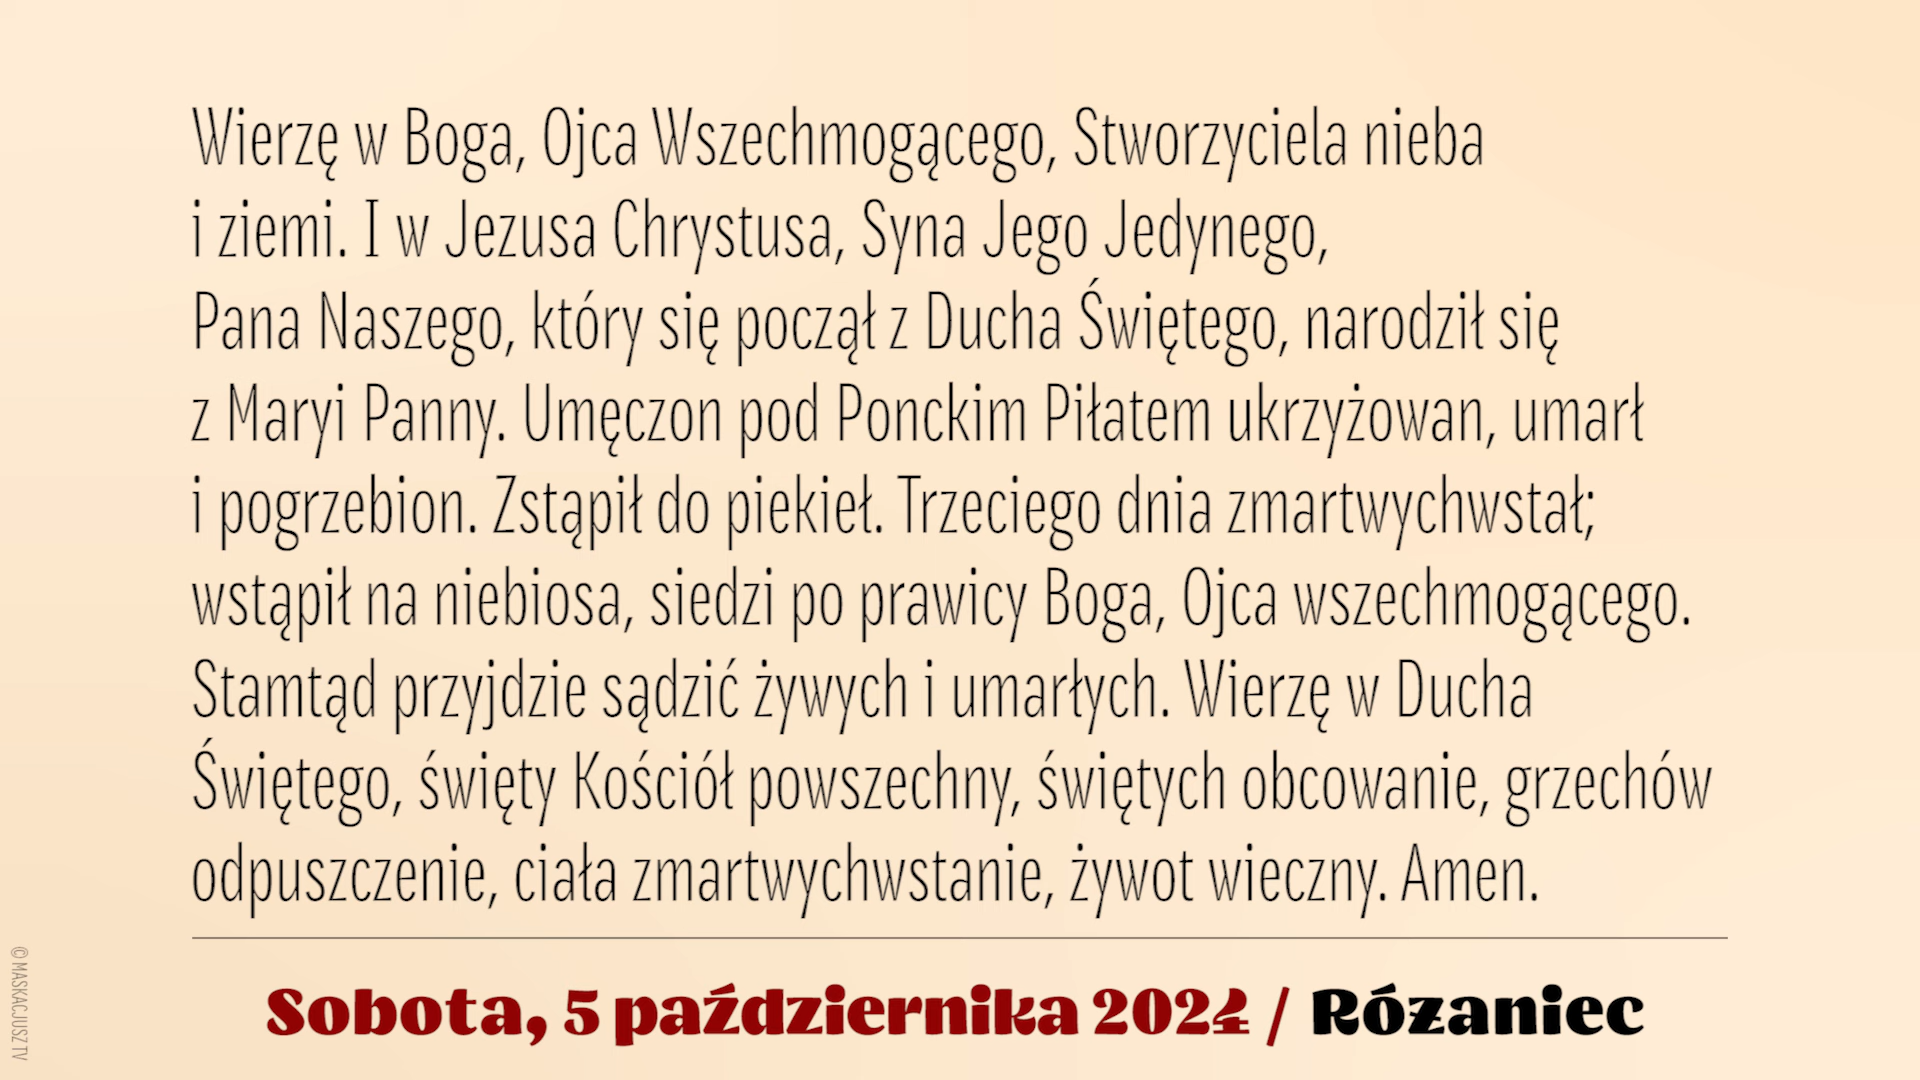 Wierzę w Boga, Ojca Wszechmogącego, Stworzyciela nieba
i ziemi. I w Jezusa Chrystusa, Syna Jego Jedynego,
Pana Naszego, który się począł z Ducha Świętego, narodził się
z Maryi Panny. Umęczon pod Ponckim Piłatem ukrzyżowan, umarł
i pogrzebion. Zstąpił do piekieł. Trzeciego dnia zmartwychwstał;
wstąpił na niebiosa, siedzi po prawicy Boga, Ojca wszechmogącego.
Stamtąd przyjdzie sądzić żywych i umarłych. Wierzę w Ducha
Świętego, święty Kościół powszechny, świętych obcowanie, grzechów
odpuszczenie, ciała zmartwychwstanie, żywot wieczny. Amen.
Sobota, 5 października 2024 / Różaniec
© MASKACJUSZ TV